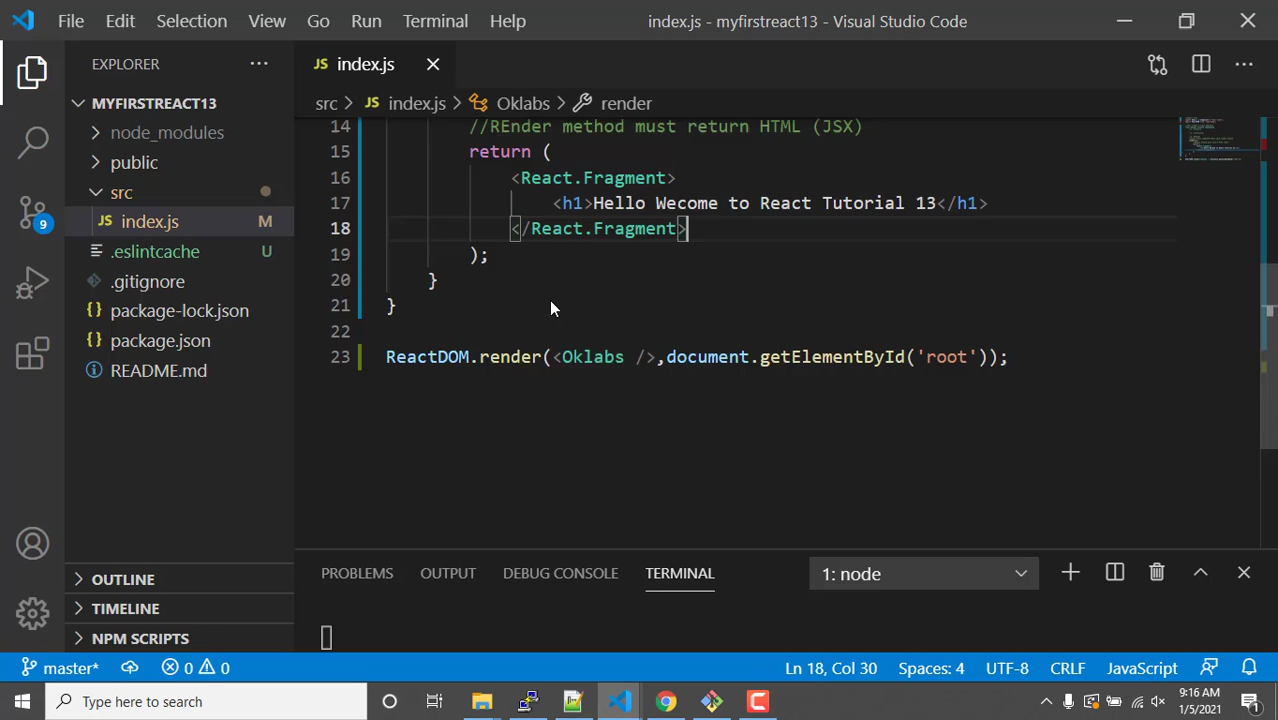 File Edit Selection View Go Run Terminal Help index.js - myfirstreact13 - Visual Studio Code
EXPLORER
JS index.js
MYFIRSTREACT13
src > JS index.js > Oklabs > render
node_modules
public
src
JS index.js M
.eslintcache U
.gitignore
{} package-lock.json
{} package.json
README.md
OUTLINE
TIMELINE
NPM SCRIPTS
9
14 //REnder method must return HTML (JSX)
15 return (
16 <React.Fragment>
17 <h1>Hello Wecome to React Tutorial 13</h1>
18 </React.Fragment>
19 );
20 }
21 }
22
23 ReactDOM.render(<Oklabs />,document.getElementById('root'));
PROBLEMS OUTPUT DEBUG CONSOLE TERMINAL 1: node
master* 0 0 Ln 18, Col 30 Spaces: 4 UTF-8 CRLF JavaScript
Type here to search
9:16 AM
1/5/2021
1